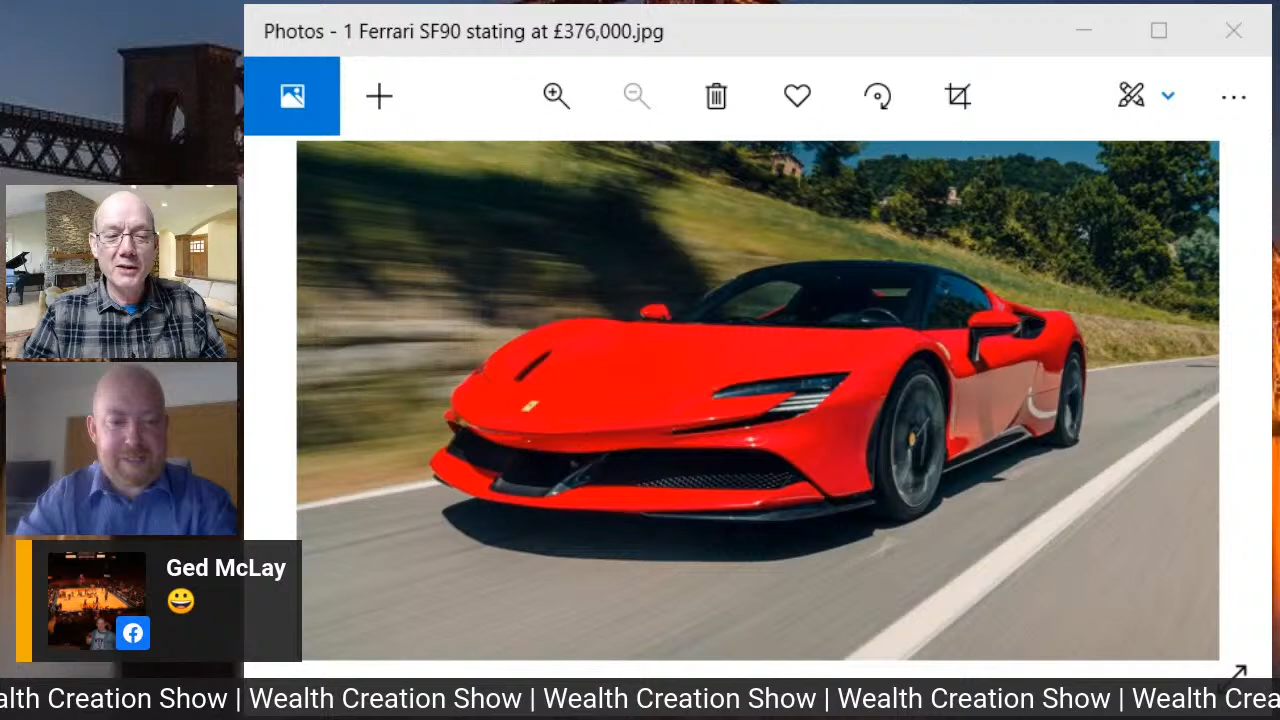 Photos - 1 Ferrari SF90 stating at £376,000.jpg
Ged McLay
😀
alth Creation Show | Wealth Creation Show | Wealth Creation Show | Wealth Creation Show | Wealth Crea